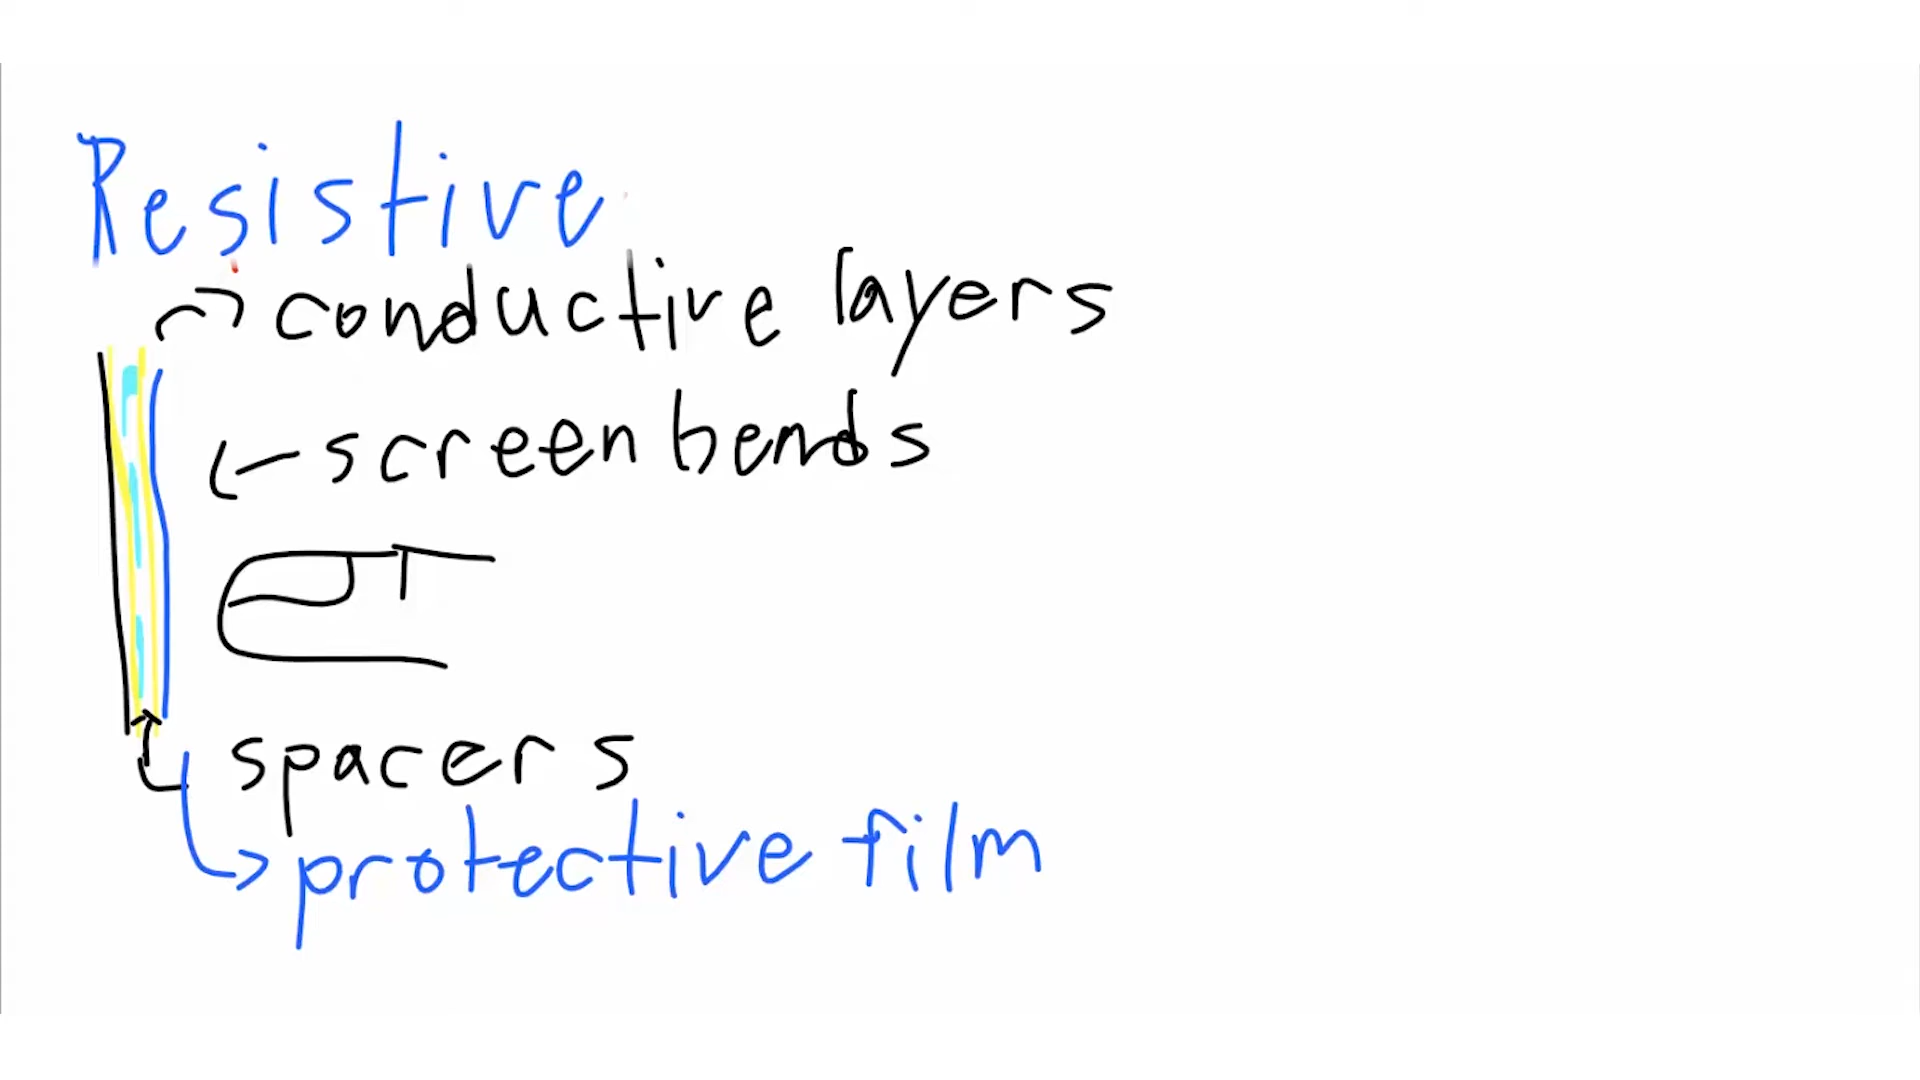 Resistive
conductive layers
screen bends
spacers
protective film